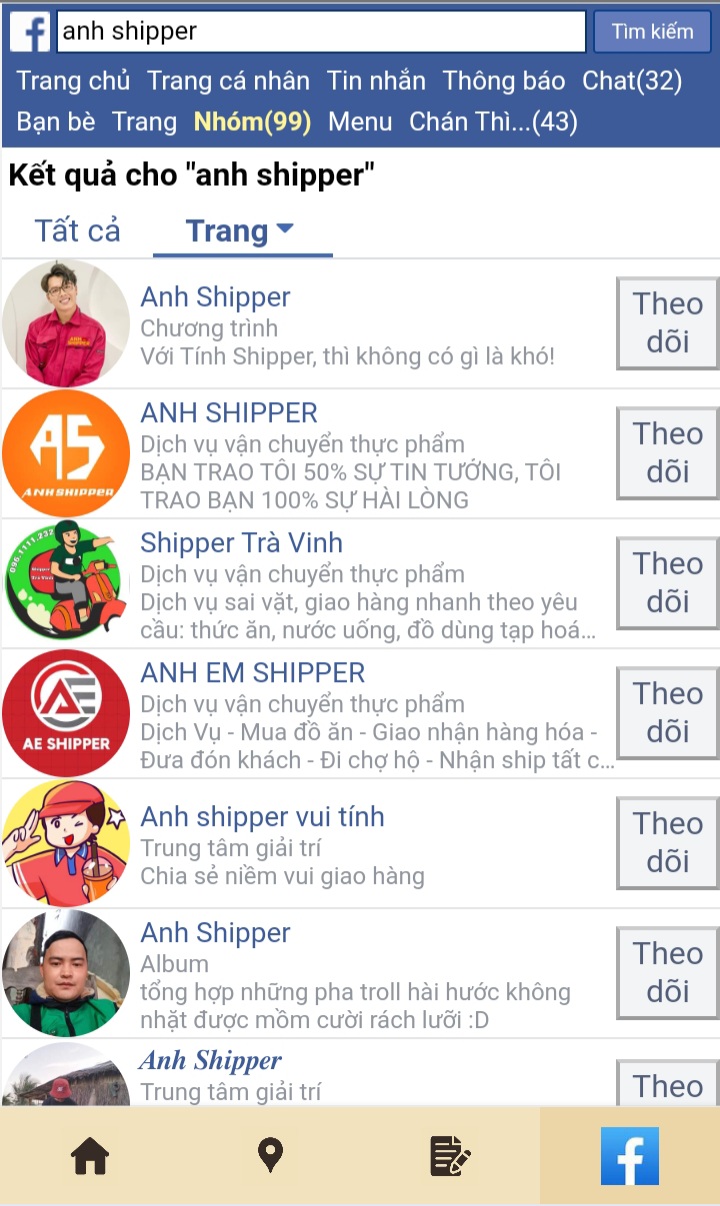 anh shipper
Tìm kiếm
Trang chủ Trang cá nhân Tin nhắn Thông báo Chat(32)
Bạn bè Trang Nhóm(99) Menu Chán Thì...(43)
Kết quả cho "anh shipper"
Tất cả Trang
Anh Shipper
Chương trình
Với Tính Shipper, thì không có gì là khó!
Theo
dõi
AS
ANH SHIPPER
ANH SHIPPER
Dịch vụ vận chuyển thực phẩm
BẠN TRAO TÔI 50% SỰ TIN TƯỚNG, TÔI
TRAO BẠN 100% SỰ HÀI LÒNG
Theo
dõi
096.1111.232
Shipper
Trà Vinh
Shipper Trà Vinh
Dịch vụ vận chuyển thực phẩm
Dịch vụ sai vặt, giao hàng nhanh theo yêu
cầu: thức ăn, nước uống, đồ dùng tạp hoá...
Theo
dõi
AE SHIPPER
ANH EM SHIPPER
Dịch vụ vận chuyển thực phẩm
Dịch Vụ - Mua đồ ăn - Giao nhận hàng hóa -
Đưa đón khách - Đi chợ hộ - Nhận ship tất c...
Theo
dõi
Anh shipper vui tính
Trung tâm giải trí
Chia sẻ niềm vui giao hàng
Theo
dõi
Anh Shipper
Album
tổng hợp những pha troll hài hước không
nhặt được mồm cười rách lưỡi :D
Theo
dõi
Anh Shipper
Trung tâm giải trí
Theo